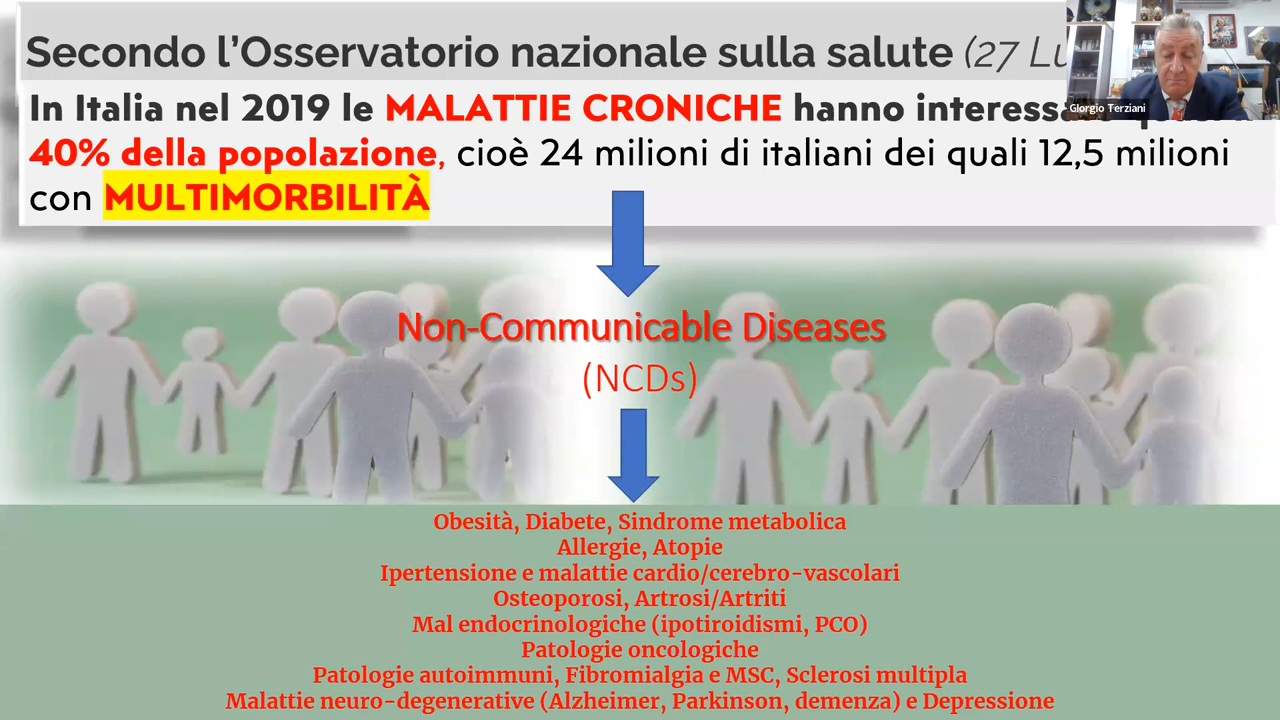 Secondo l'Osservatorio nazionale sulla salute (27 Lu
Giorgio Terziani
In Italia nel 2019 le MALATTIE CRONICHE hanno
40% della popolazione, cioè 24 milioni di italiani dei quali 12,5 milioni
con MULTIMORBILITÀ
Non-Communicable Diseases
(NCDs)
Obesità, Diabete, Sindrome metabolica
Allergie, Atopie
Ipertensione e malattie cardio/cerebro-vascolari
Osteoporosi, Artrosi/Artriti
Mal endocrinologiche (ipotiroidismi, PCO)
Patologie oncologiche
Patologie autoimmuni, Fibromialgia e MSC, Sclerosi multipla
Malattie neuro-degenerative (Alzheimer, Parkinson, demenza) e Depressione